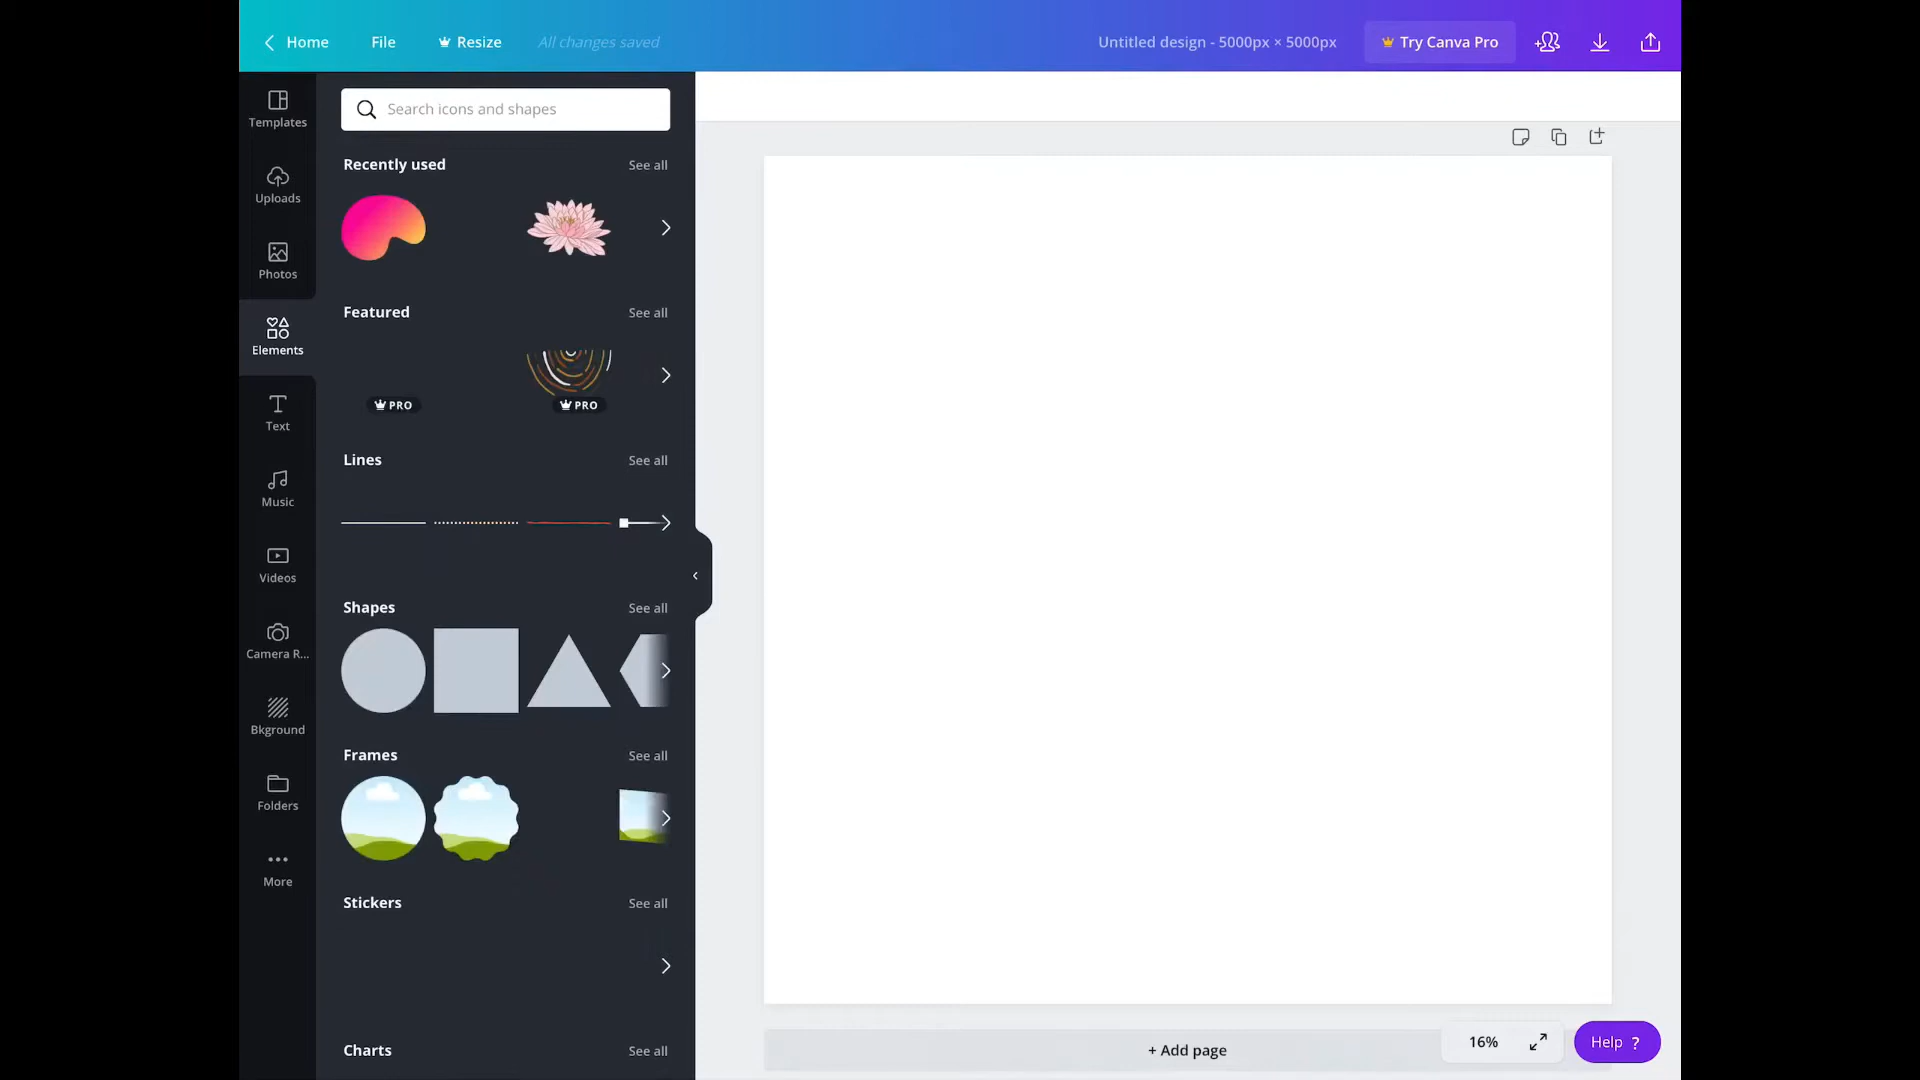 Home
File
Resize
All changes saved
Untitled design - 5000px × 5000px
Try Canva Pro
Templates
Uploads
Photos
Elements
Text
Music
Videos
Camera R...
Bkground
Folders
More
Search icons and shapes
Recently used
See all
Featured
See all
PRO
PRO
Lines
See all
Shapes
See all
Frames
See all
Stickers
See all
Charts
See all
+ Add page
16%
Help ?